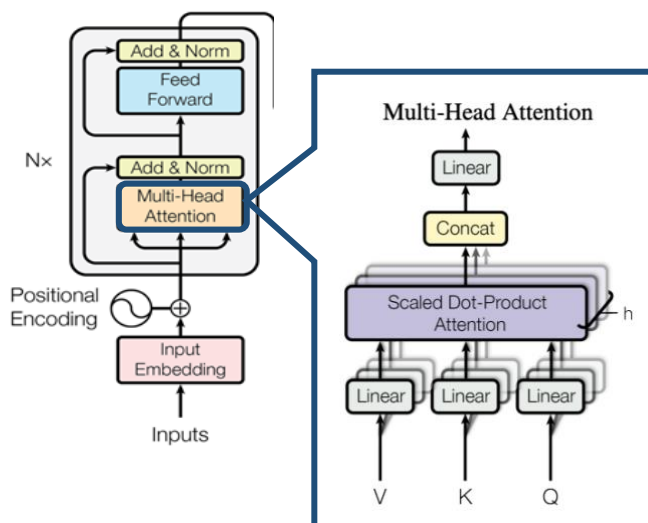 Add & Norm
Feed
Forward
N×
Add & Norm
Multi-Head
Attention
Positional
Encoding
Input
Embedding
Inputs
Multi-Head Attention
Linear
Concat
Scaled Dot-Product
Attention
h
Linear
Linear
Linear
V
K
Q